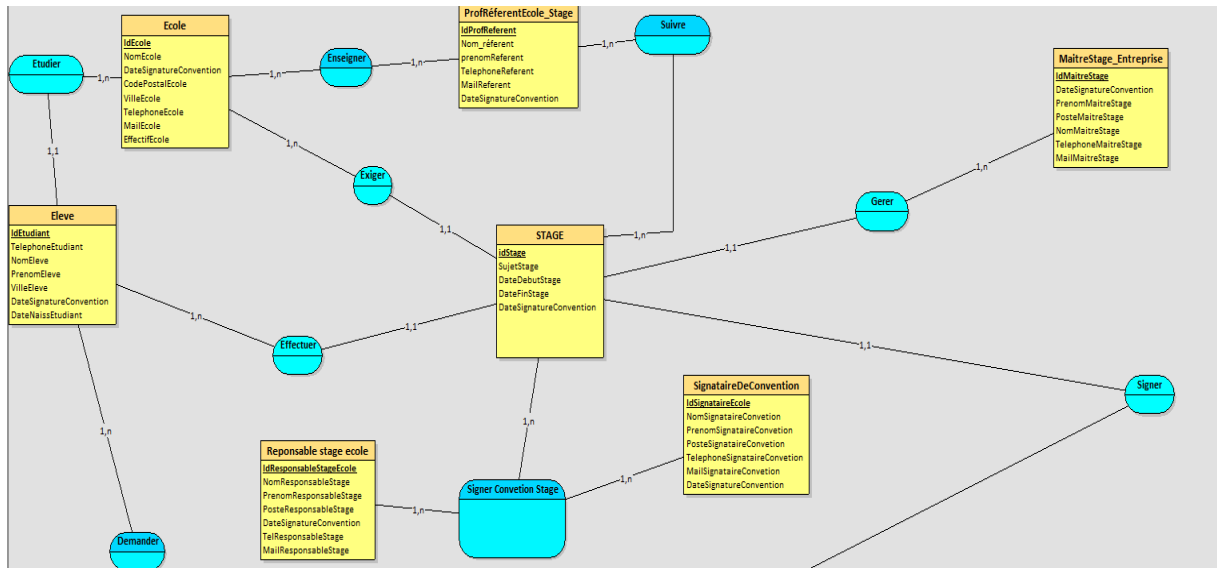 Ecole
IdEcole
NomEcole
DateSignatureConvention
CodePostalEcole
VilleEcole
TelephoneEcole
MailEcole
EffectifEcole
ProfRéferentEcole_Stage
IdProfReferent
Nom_réferent
prenomReferent
TelephoneReferent
MailReferent
DateSignatureConvention
Suivre
Etudier
Enseigner
1,n
1,n
1,n
1,n
MaitreStage_Entreprise
IdMaitreStage
DateSignatureConvention
PrenomMaitreStage
PosteMaitreStage
NomMaitreStage
TelephoneMaitreStage
MailMaitreStage
1,n
1,1
Exiger
1,n
Gerer
Eleve
IdEtudiant
TelephoneEtudiant
NomEleve
PrenomEleve
VilleEleve
DateSignatureConvention
DateNaissEtudiant
1,1
STAGE
idStage
SujetStage
DateDebutStage
DateFinStage
DateSignatureConvention
1,n
1,1
1,n
1,1
Effectuer
1,1
Signer
SignataireDeConvention
IdSignataireEcole
NomSignataireConvetion
PrenomSignataireConvetion
PosteSignataireConvetion
TelephoneSignataireConvetion
MailSignataireConvetion
DateSignatureConvention
1,n
1,n
Reponsable stage ecole
IdResponsableStageEcole
NomResponsableStage
PrenomResponsableStage
PosteResponsableStage
DateSignatureConvention
TelResponsableStage
MailResponsableStage
1,n
Signer Convetion Stage
1,n
Demander